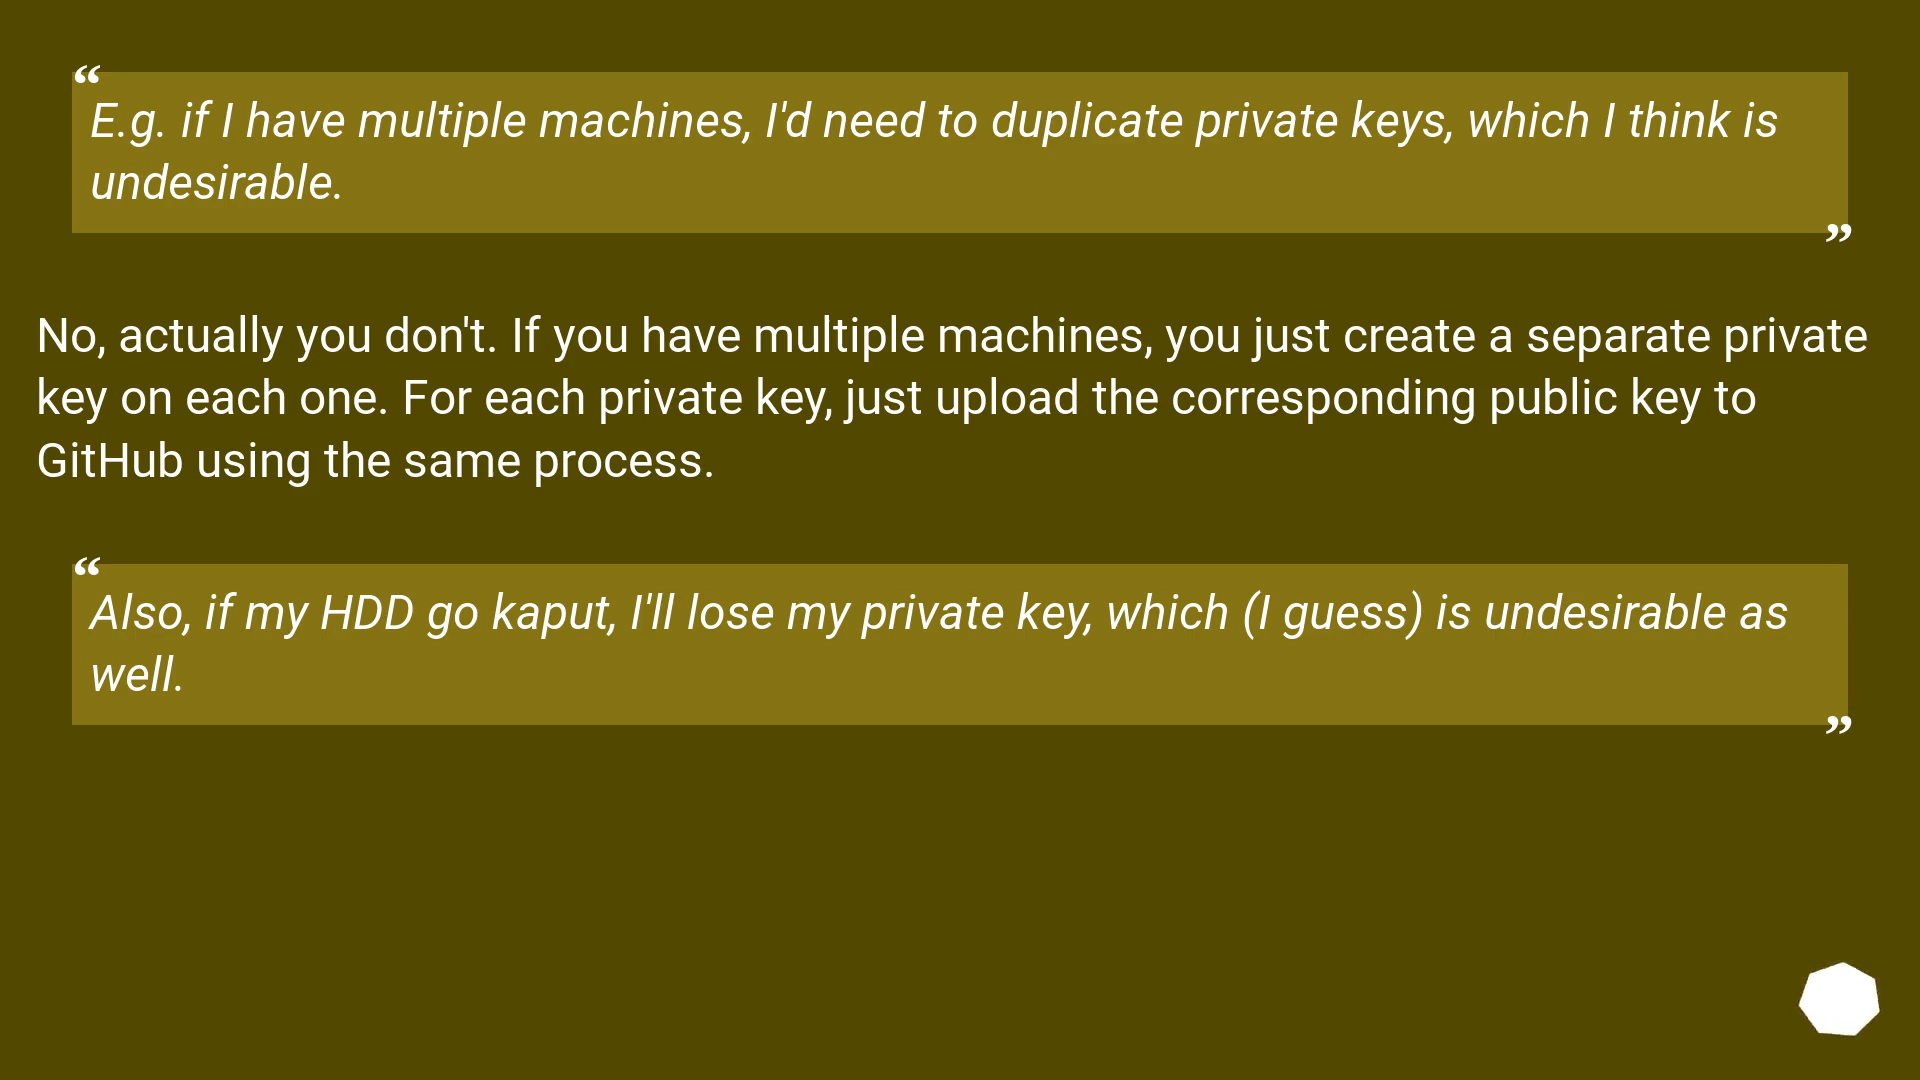 “
E.g. if I have multiple machines, I'd need to duplicate private keys, which I think is
undesirable.
”
No, actually you don't. If you have multiple machines, you just create a separate private
key on each one. For each private key, just upload the corresponding public key to
GitHub using the same process.
“
Also, if my HDD go kaput, I'll lose my private key, which (I guess) is undesirable as
well.
”